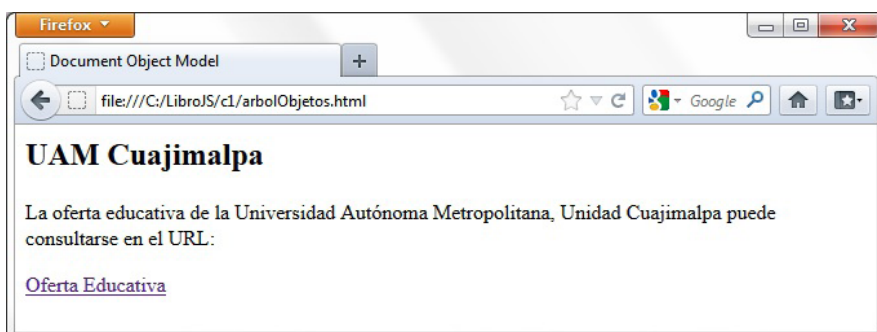 Firefox
Document Object Model
file:///C:/LibroJS/c1/arbolObjetos.html
Google
UAM Cuajimalpa
La oferta educativa de la Universidad Autónoma Metropolitana, Unidad Cuajimalpa puede
consultarse en el URL:
Oferta Educativa